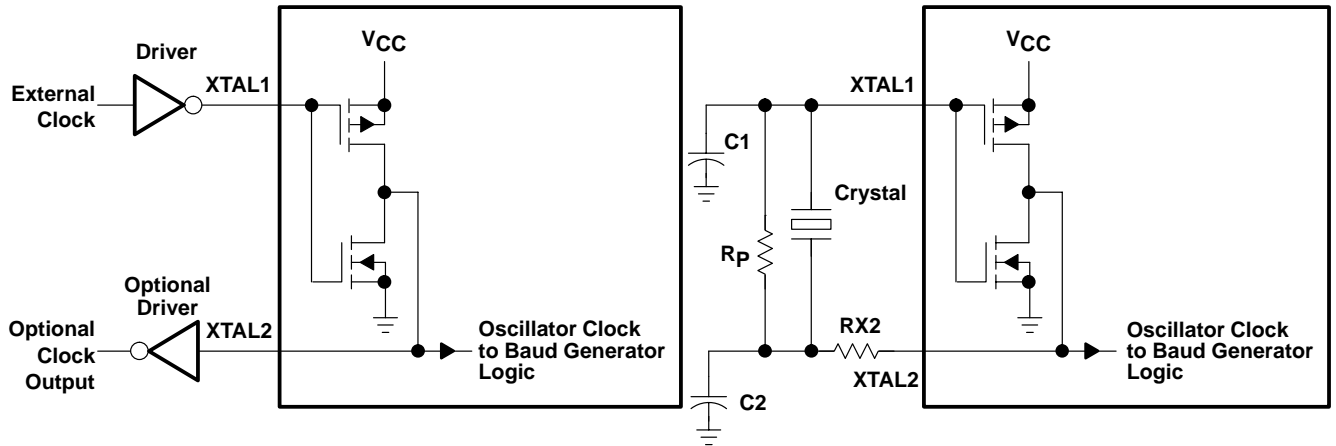 Driver
External
Clock
XTAL1
VCC
Optional
Driver
Optional
Clock
Output
XTAL2
Oscillator Clock
to Baud Generator
Logic
VCC
XTAL1
C1
Crystal
RP
RX2
XTAL2
C2
Oscillator Clock
to Baud Generator
Logic